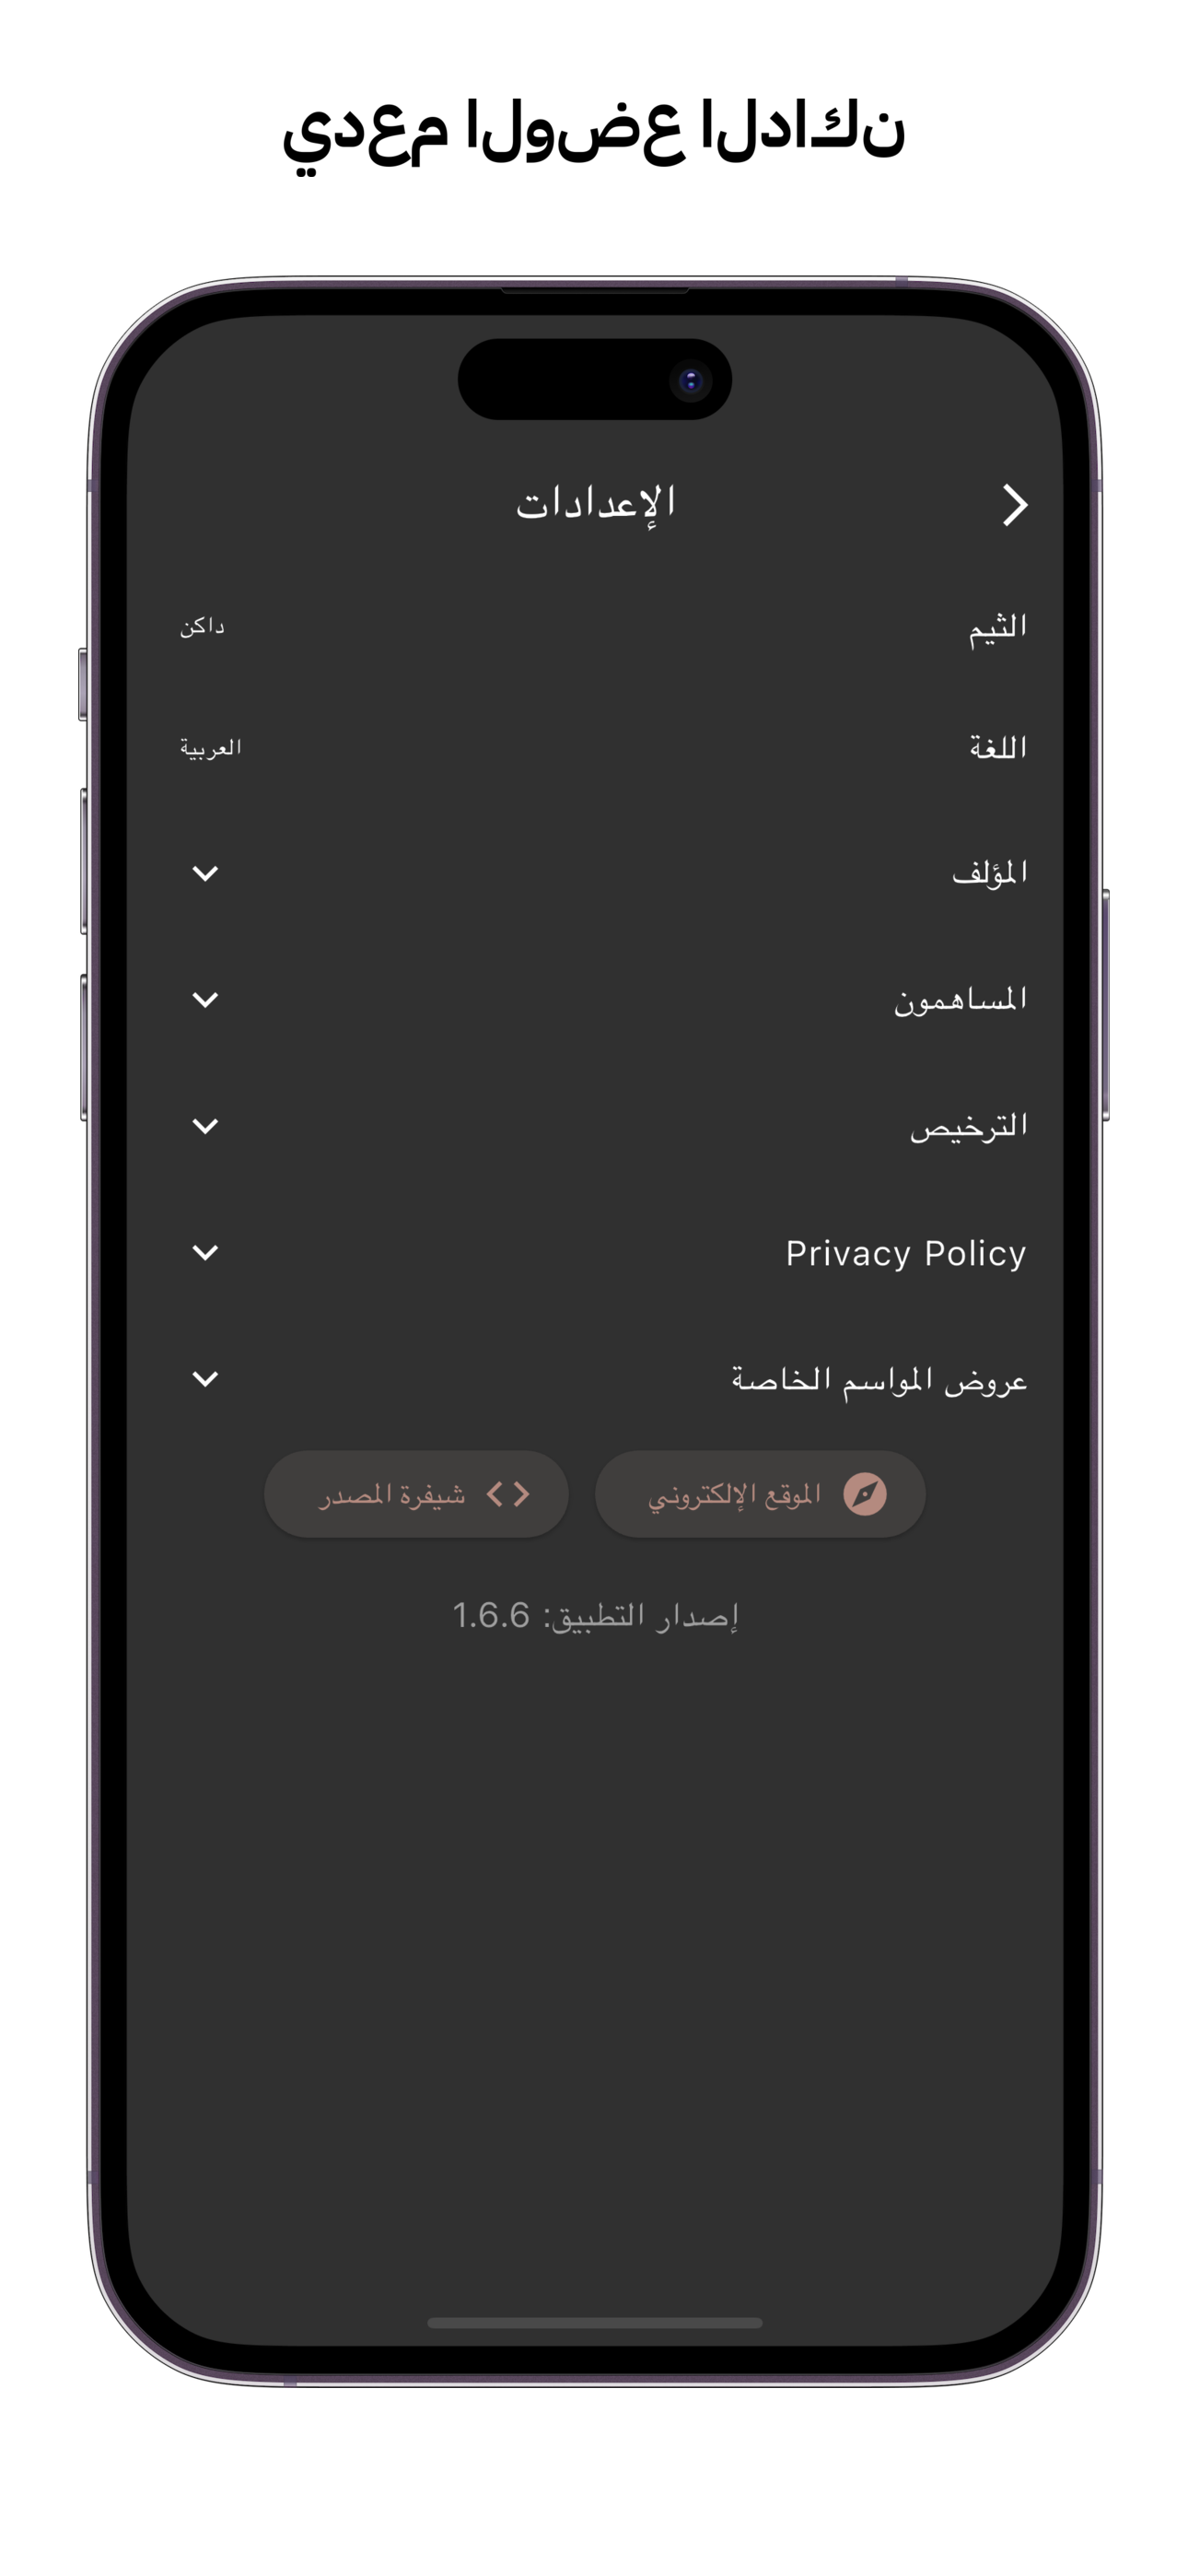 يدعم الوضع الداكن
الإعدادات
الثيم داكن
اللغة العربية
المؤلف
المساهمون
الترخيص
Privacy Policy
عروض المواسم الخاصة
الموقع الإلكتروني شيفرة المصدر
إصدار التطبيق: 1.6.6